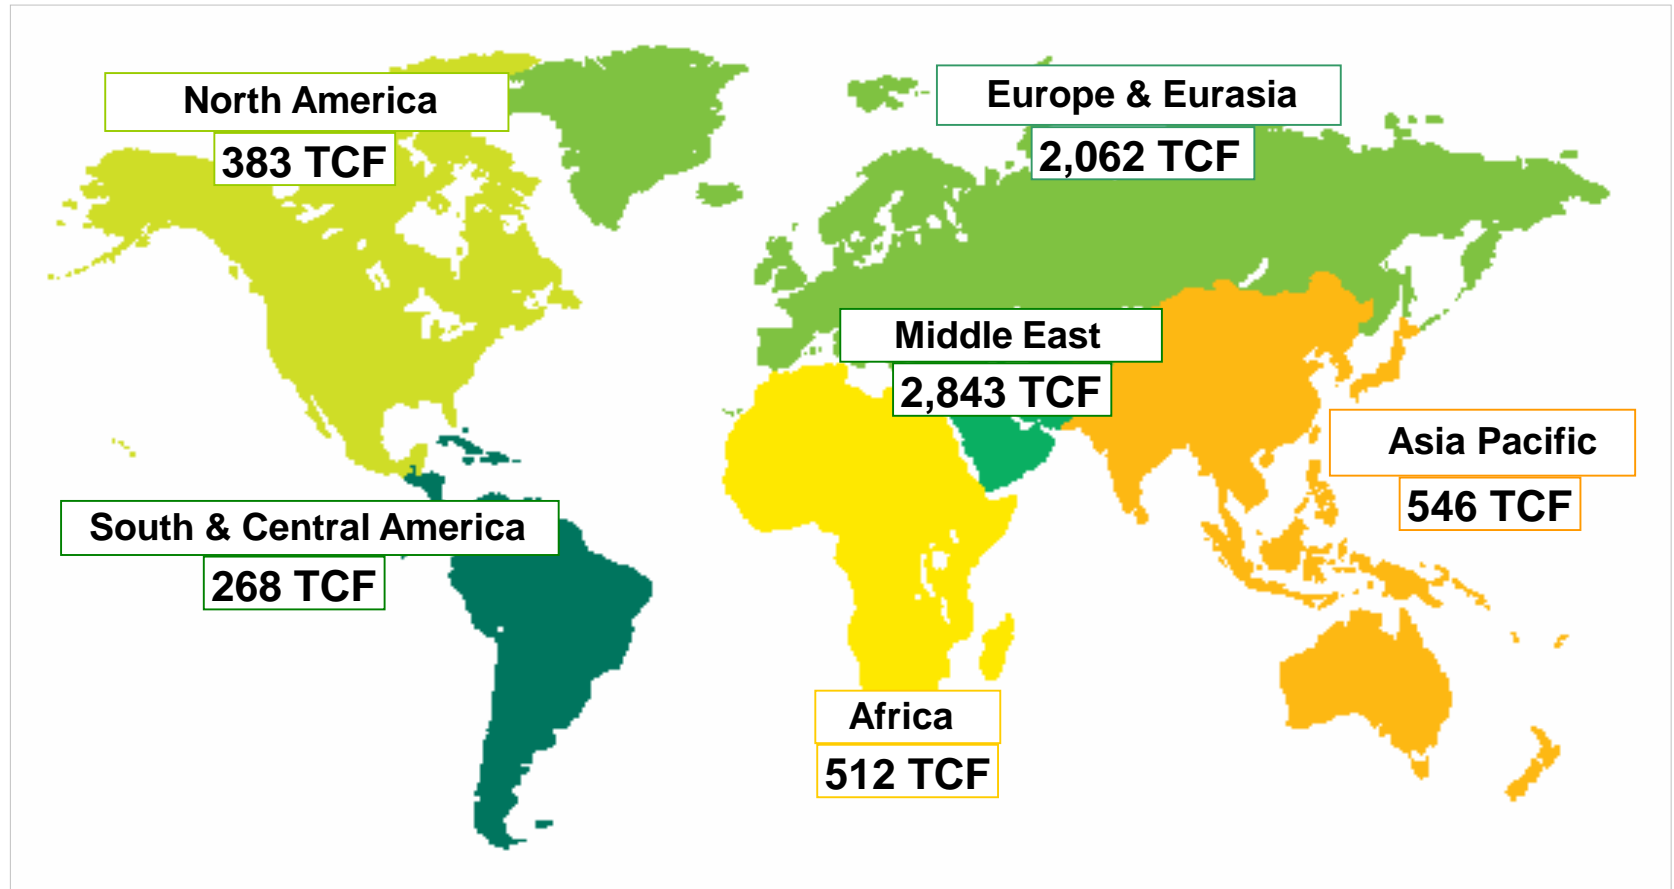 North America
383 TCF
Europe & Eurasia
2,062 TCF
Middle East
2,843 TCF
Asia Pacific
546 TCF
South & Central America
268 TCF
Africa
512 TCF